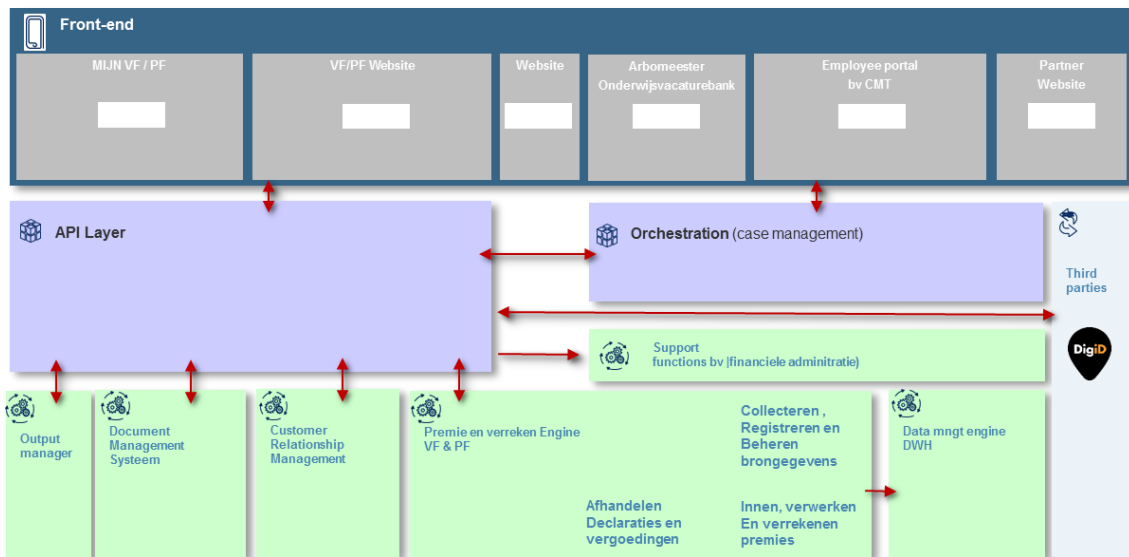 Front-end
MIJN VF / PF
VF/PF Website
Website
Arbomeester
Onderwijsvacaturebank
Employee portal
bv CMT
Partner
Website
API Layer
Orchestration (case management)
Third
parties
DigiD
Support
functions bv |financiele adminitratie)
Output
manager
Document
Management
Systeem
Customer
Relationship
Management
Premie en verreken Engine
VF & PF
Collecteren ,
Registreren en
Beheren
brongegevens
Afhandelen
Declaraties en
vergoedingen
Innen, verwerken
En verrekenen
premies
Data mngt engine
DWH